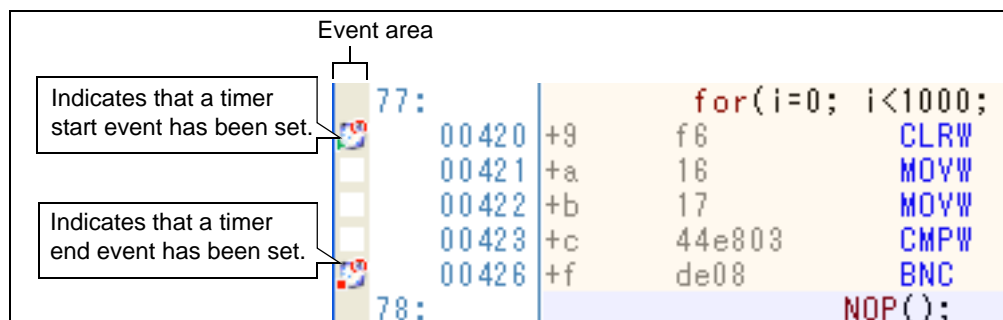 Event area
Indicates that a timer
start event has been set.
77: for(i=0; i<1000;
00420 +9 f6 CLRW
00421 +a 16 MOVW
00422 +b 17 MOVW
00423 +c 44e803 CMPW
Indicates that a timer
end event has been set.
00426 +f de08 BNC
78: NOP();